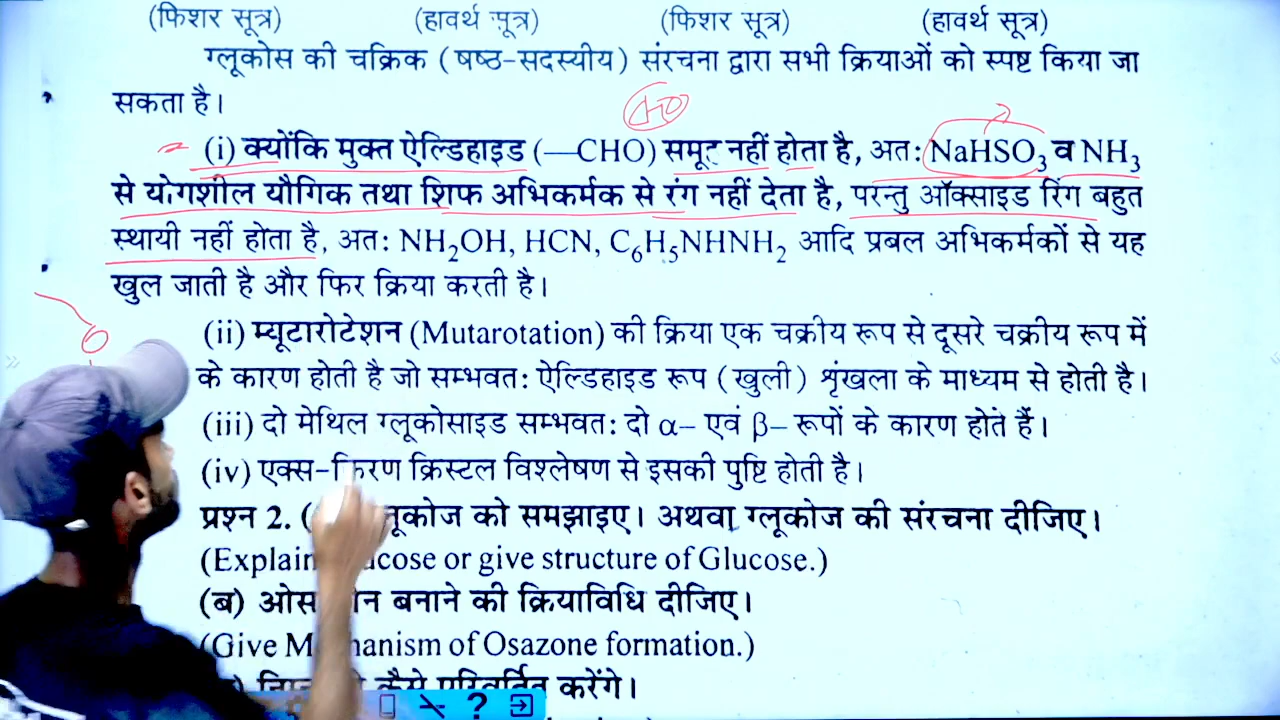 (फिशर सूत्र) (हावर्थ सूत्र) (फिशर सूत्र) (हावर्थ सूत्र)
ग्लूकोस की चक्रिक (षष्ठ-सदस्यीय) संरचना द्वारा सभी क्रियाओं को स्पष्ट किया जा
सकता है।
(i) क्योंकि मुक्त ऐल्डिहाइड (—CHO) समूह नहीं होता है, अतः NaHSO₃ व NH₃
से योगशील यौगिक तथा शिफ अभिकर्मक से रंग नहीं देता है, परन्तु ऑक्साइड रिंग बहुत
स्थायी नहीं होता है, अतः NH₂OH, HCN, C₆H₅NHNH₂ आदि प्रबल अभिकर्मकों से यह
खुल जाती है और फिर क्रिया करती है।
(ii) म्यूटारोटेशन (Mutarotation) की क्रिया एक चक्रीय रूप से दूसरे चक्रीय रूप में
के कारण होती है जो सम्भवतः ऐल्डिहाइड रूप (खुली) शृंखला के माध्यम से होती है।
(iii) दो मेथिल ग्लूकोसाइड सम्भवतः दो α– एवं β– रूपों के कारण होते हैं।
(iv) एक्स-किरण क्रिस्टल विश्लेषण से इसकी पुष्टि होती है।
प्रश्न 2. ( को समझाइए। अथवा ग्लूकोज की संरचना दीजिए।
(Explain or give structure of Glucose.)
(ब) बनाने की क्रियाविधि दीजिए।
(Give of Osazone formation.)
कैसे परिवर्तित करेंगे।